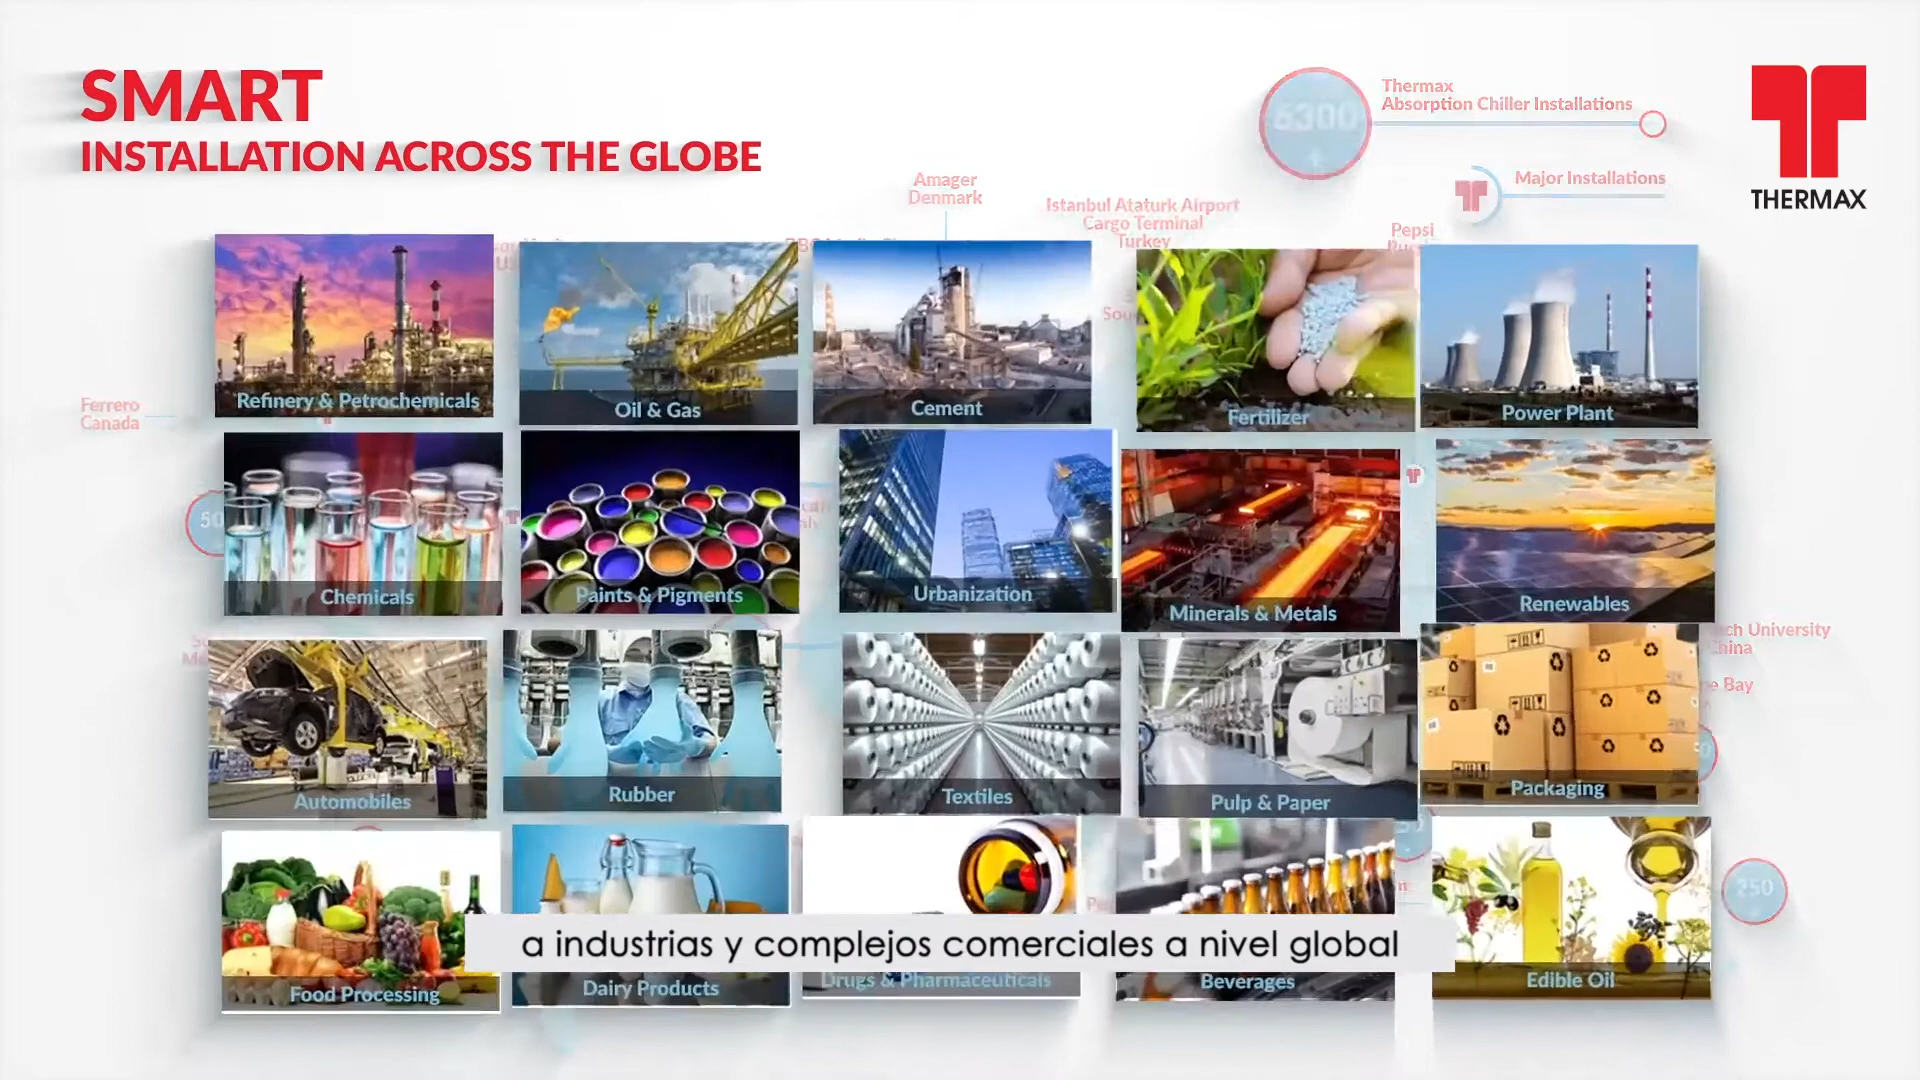 SMART
INSTALLATION ACROSS THE GLOBE
Thermax
Absorption Chiller Installations
Major Installations
THERMAX
Amager
Denmark
Istanbul Ataturk Airport
Cargo Terminal
Turkey
Pepsi
Ferrero
Canada
Refinery & Petrochemicals
Oil & Gas
Cement
Fertilizer
Power Plant
Chemicals
Paints & Pigments
Urbanization
Minerals & Metals
Renewables
University
Bay
Automobiles
Rubber
Textiles
Pulp & Paper
Packaging
250
a industrias y complejos comerciales a nivel global
Food Processing
Dairy Products
Drugs & Pharmaceuticals
Beverages
Edible Oil